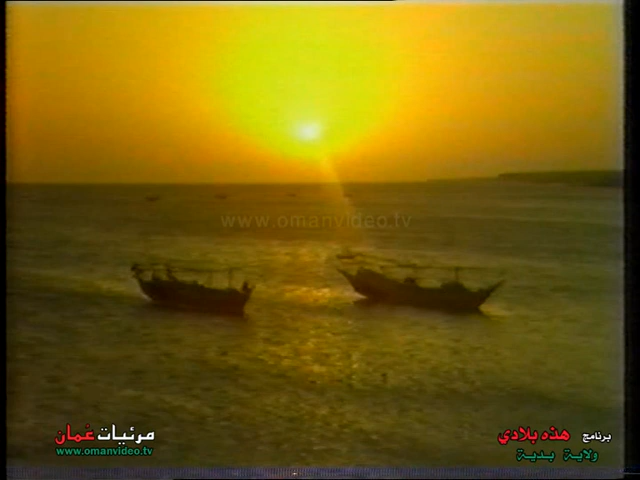 www.omanvideo.tv
مرئيات عُمان
www.omanvideo.tv
برنامج هذه بلادي
ولاية بدية